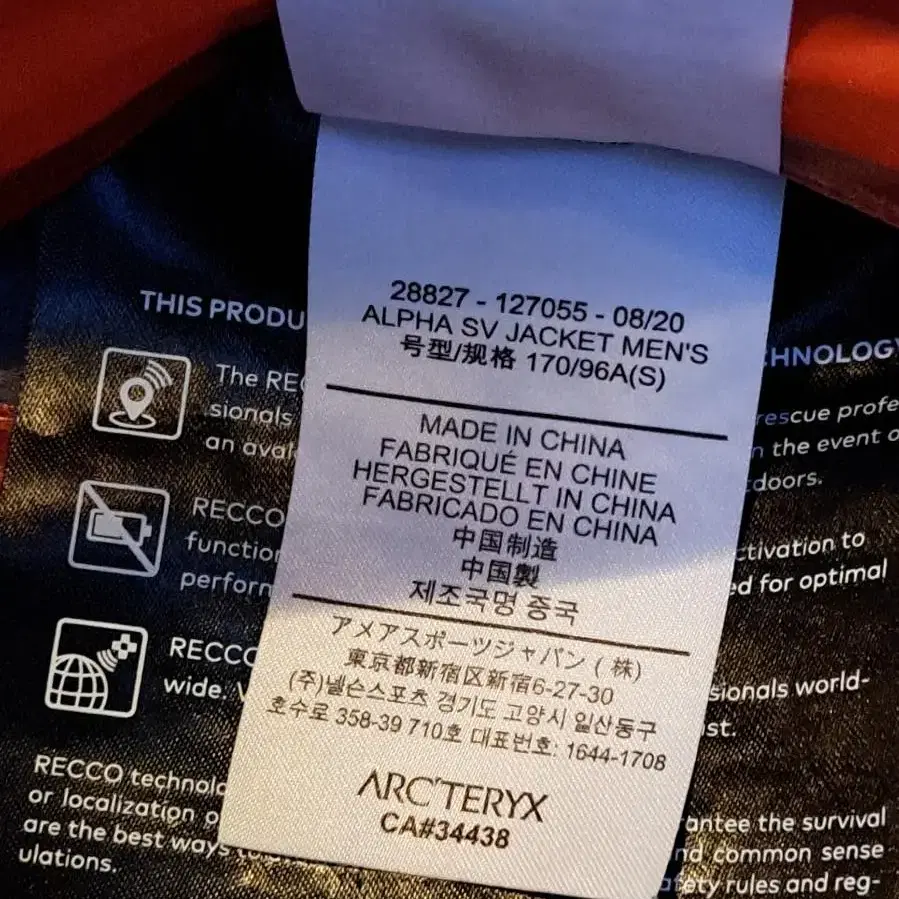 28827 - 127055 - 08/20
ALPHA SV JACKET MEN'S
号型/规格 170/96A(S)
MADE IN CHINA
FABRIQUÉ EN CHINE
HERGESTELLT IN CHINA
FABRICADO EN CHINA
中国制造
中国製
제조국명 중국
アメアスポーツジャパン (株)
東京都新宿区新宿6-27-30
(주)넬슨스포츠 경기도 고양시 일산동구
호수로 358-39 710호 대표번호: 1644-1708
ARC'TERYX
CA#34438
THIS PRODU
HNOLOGY
The REC
rescue profe
sionals
n the event o
an aval
doors.
RECCO
ctivation to
function
ed for optimal
perform
RECCO
sionals world-
wide.
st.
RECCO technolo
antee the survival
or localization o
nd common sense
are the best ways to
afety rules and reg-
ulations.